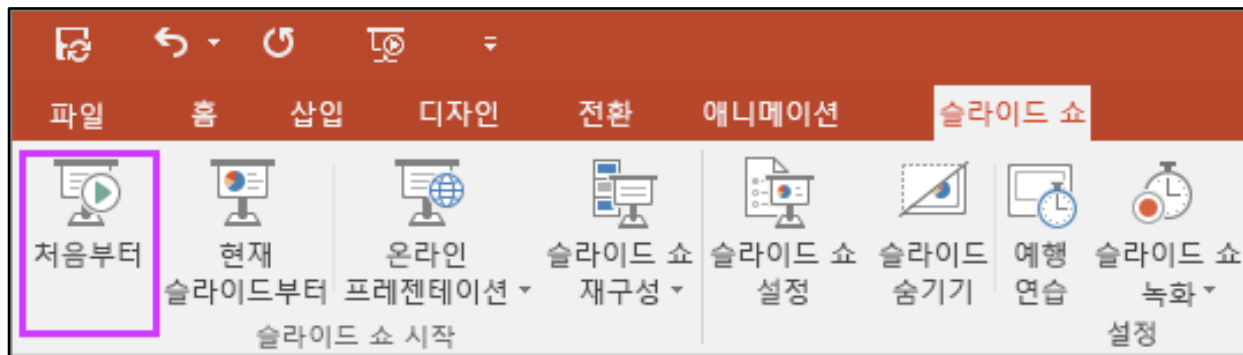 파일 홈 삽입 디자인 전환 애니메이션 슬라이드 쇼
처음부터 현재 온라인 슬라이드 쇼 슬라이드 쇼 슬라이드 예행 슬라이드 쇼
슬라이드부터 프레젠테이션 재구성 설정 숨기기 연습 녹화
슬라이드 쇼 시작 설정